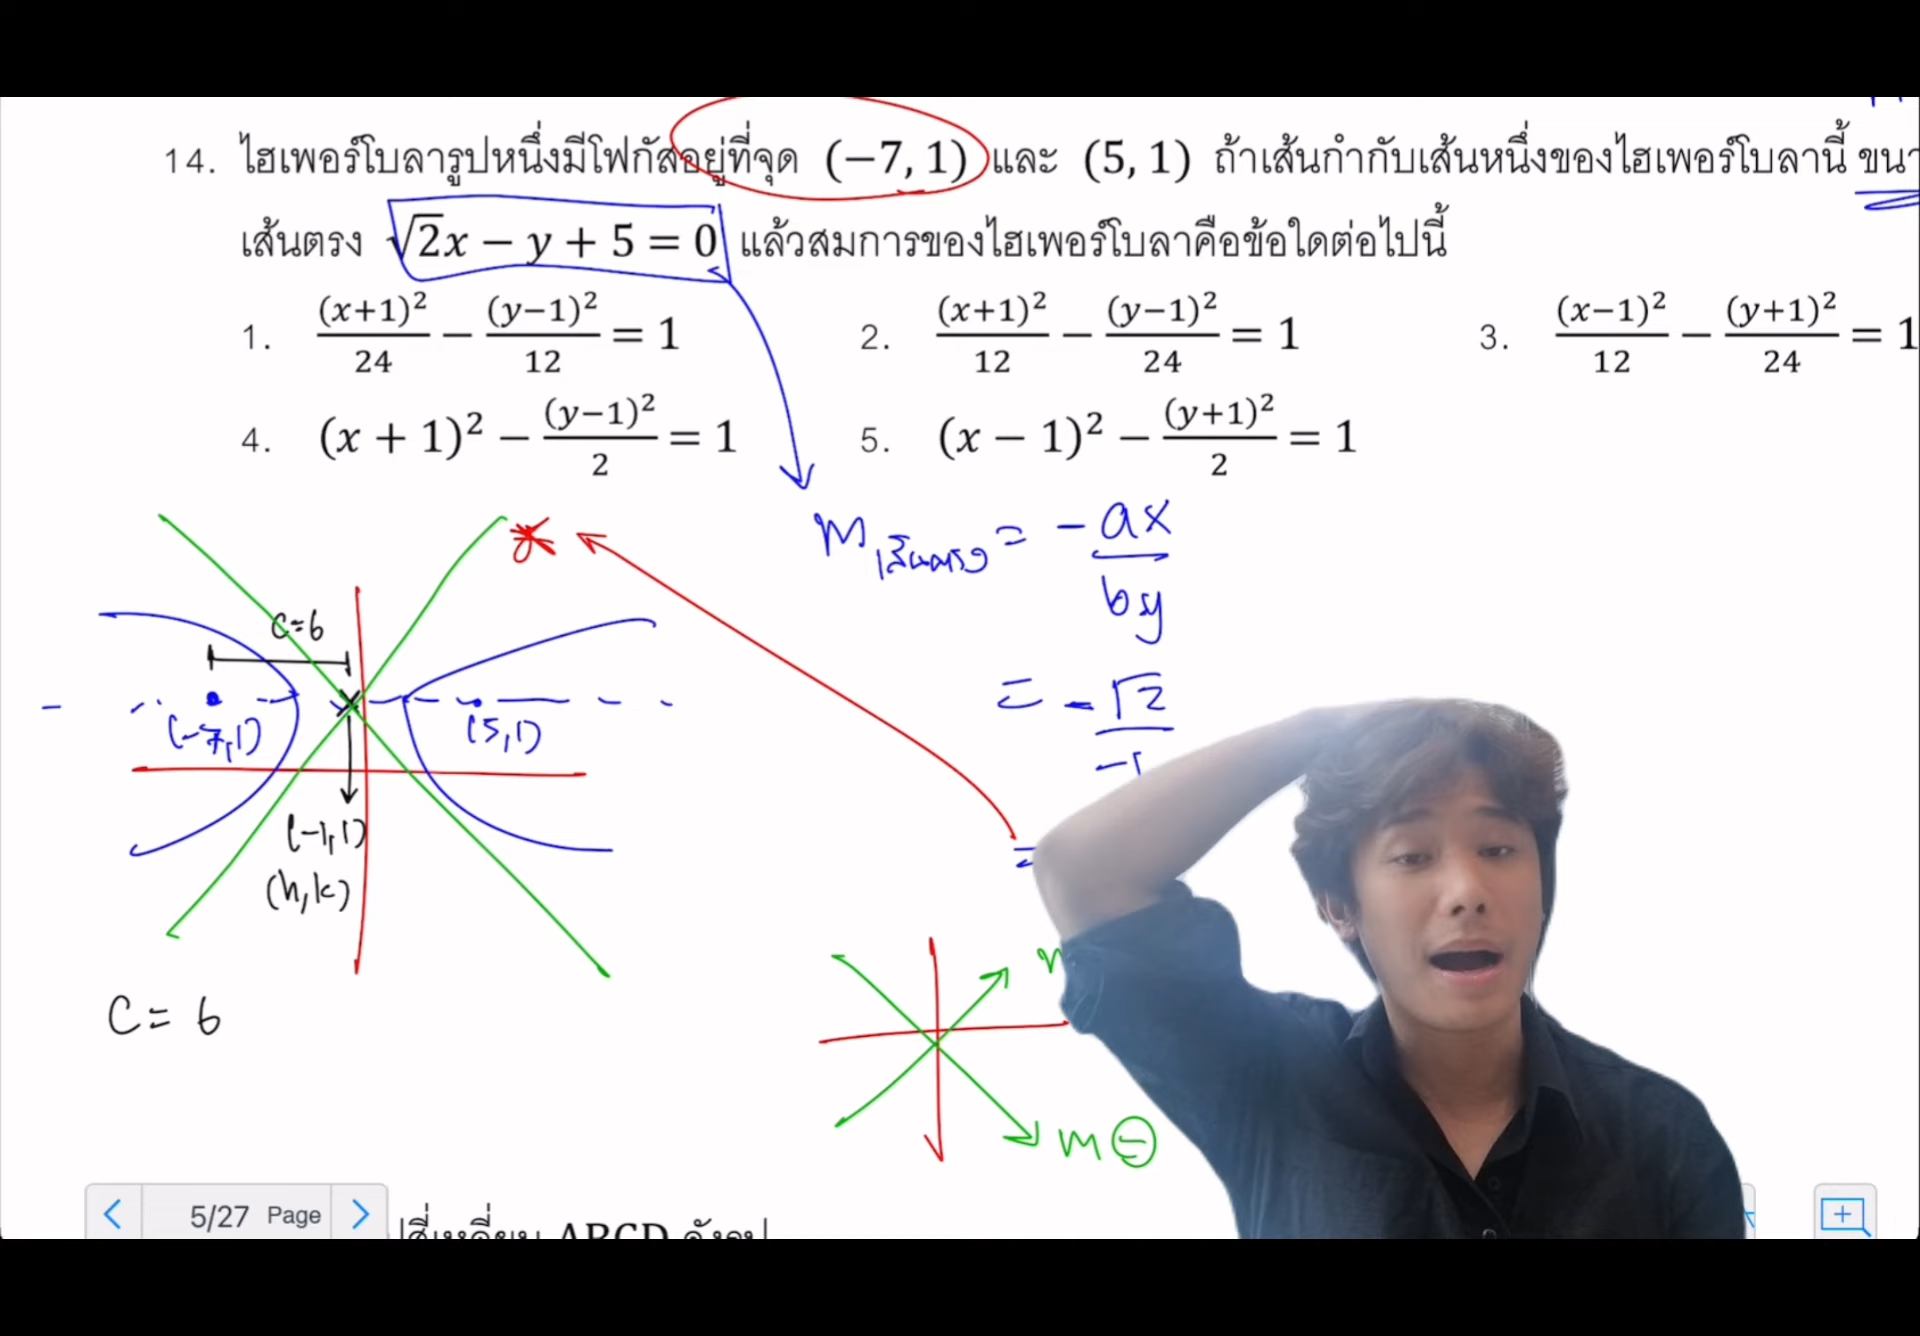 14. ไฮเพอร์โบลารูปหนึ่งมีโฟกัสอยู่ที่จุด (−7, 1) และ (5, 1) ถ้าเส้นกำกับเส้นหนึ่งของไฮเพอร์โบลานี้
เส้นตรง √2x − y + 5 = 0 แล้วสมการของไฮเพอร์โบลาคือข้อใดต่อไปนี้
1. (x+1)²/24 − (y−1)²/12 = 1 2. (x+1)²/12 − (y−1)²/24 = 1 3. (x−1)²/12 − (y+1)²/24 = 1
4. (x + 1)² − (y−1)²/2 = 1 5. (x − 1)² − (y+1)²/2 = 1
m เส้นตรง = − ax/by
= −√2/−1
c=6
(−7,1) (5,1)
(−1,1)
(h,k)
C = 6
m ⊖
5/27 Page
ABCD